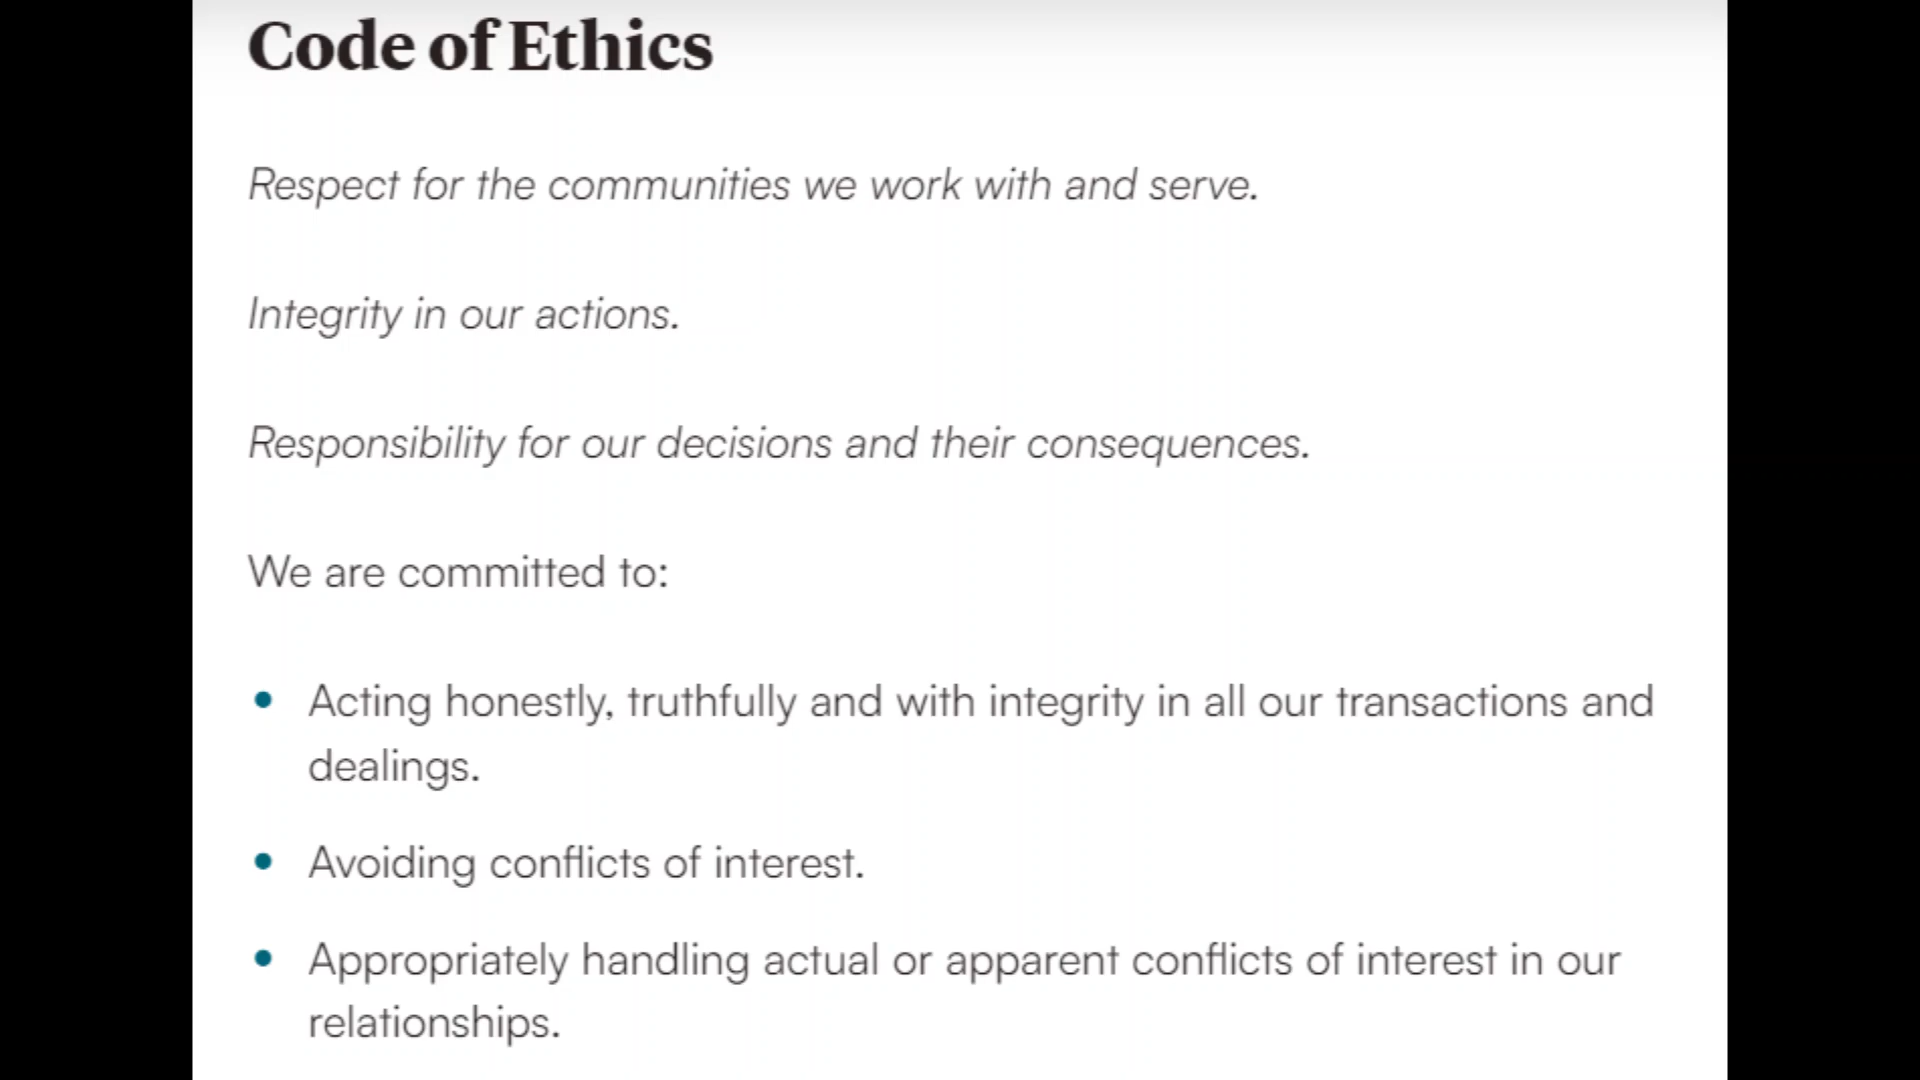 Code of Ethics
Respect for the communities we work with and serve.
Integrity in our actions.
Responsibility for our decisions and their consequences.
We are committed to:
• Acting honestly, truthfully and with integrity in all our transactions and
dealings.
• Avoiding conflicts of interest.
• Appropriately handling actual or apparent conflicts of interest in our
relationships.